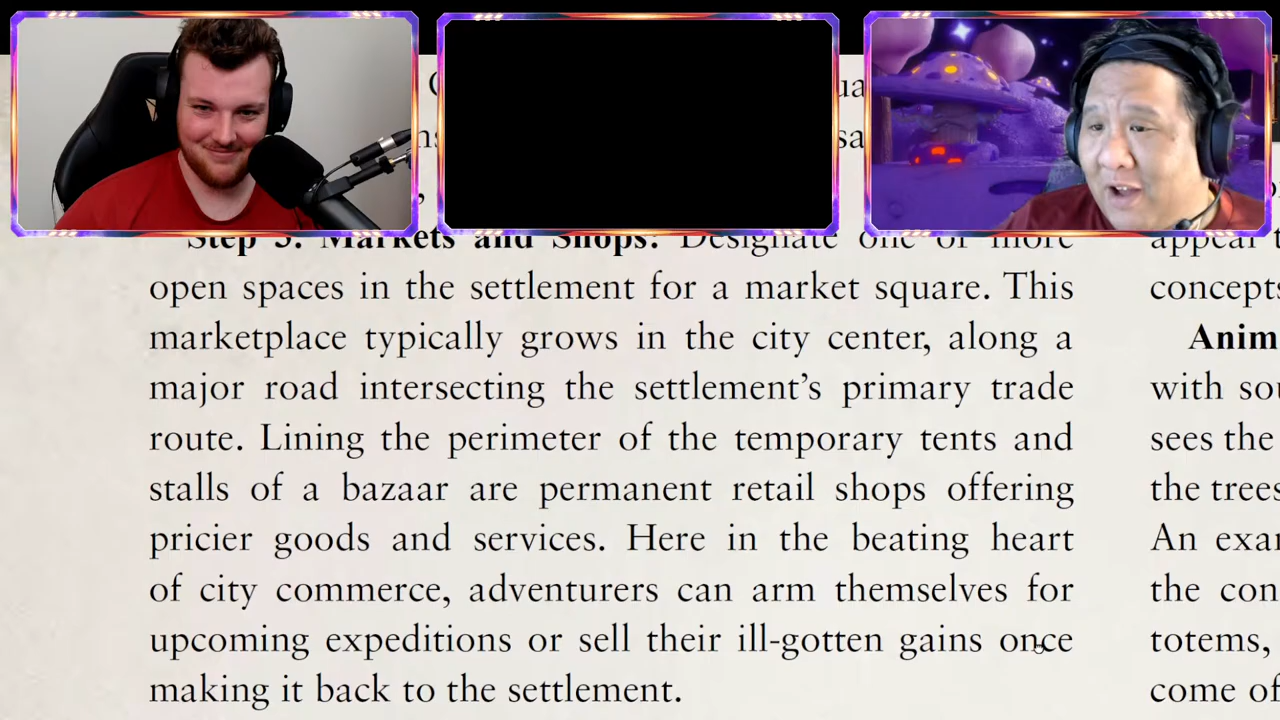 Step 5: Markets and Shops: Designate one or more
open spaces in the settlement for a market square. This
marketplace typically grows in the city center, along a
major road intersecting the settlement's primary trade
route. Lining the perimeter of the temporary tents and
stalls of a bazaar are permanent retail shops offering
pricier goods and services. Here in the beating heart
of city commerce, adventurers can arm themselves for
upcoming expeditions or sell their ill-gotten gains once
making it back to the settlement.
appear
concepts
Anim
with sou
sees the
the trees
An exa
the con
totems,
come of